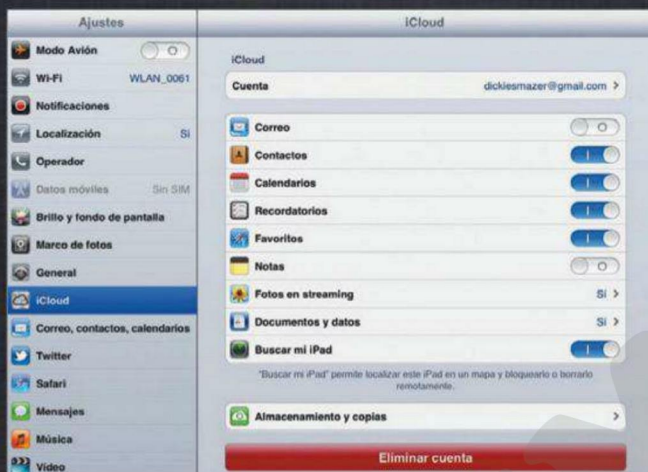 Ajustes
Modo Avión
Wi-Fi WLAN_0061
Notificaciones
Localización Sí
Operador
Datos móviles Sin SIM
Brillo y fondo de pantalla
Marco de fotos
General
iCloud
Correo, contactos, calendarios
Twitter
Safari
Mensajes
Música
Vídeo
iCloud
iCloud
Cuenta dickiesmazer@gmail.com
Correo
Contactos
Calendarios
Recordatorios
Favoritos
Notas
Fotos en streaming Sí
Documentos y datos Sí
Buscar mi iPad
"Buscar mi iPad" permite localizar este iPad en un mapa y bloquearlo o borrarlo
remotamente.
Almacenamiento y copias
Eliminar cuenta